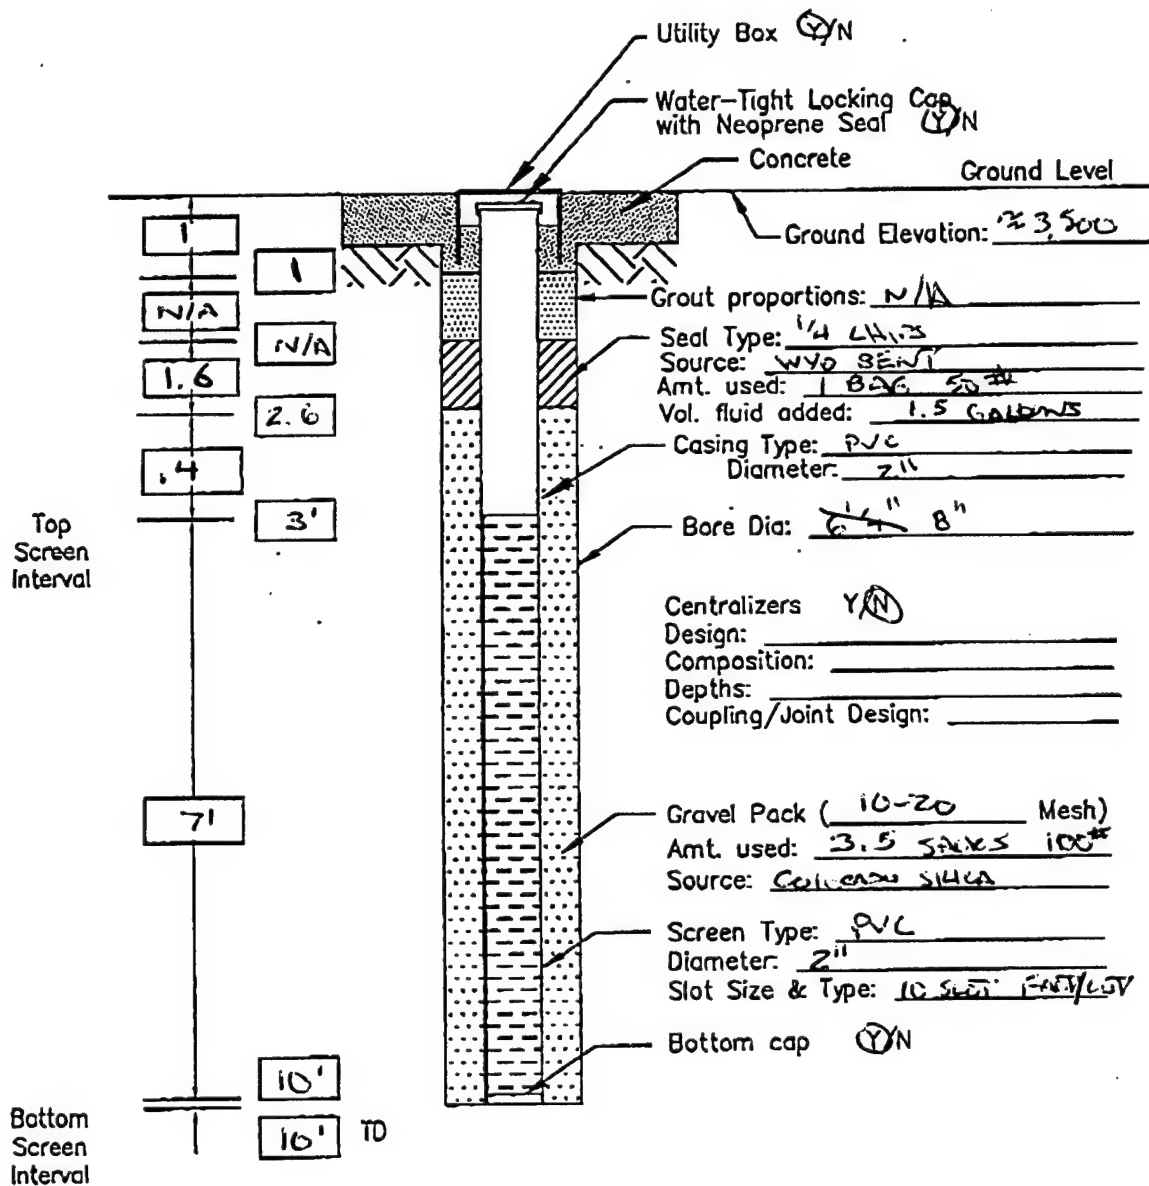 Utility Box Y/N
Water-Tight Locking Cap
with Neoprene Seal Y/N
Concrete
Ground Level
Ground Elevation: ≈ 3,500
1'
1
N/A
N/A
1.6
2.6
.4
3'
Top
Screen
Interval
Grout proportions: N/A
Seal Type: 1/4 CHIPS
Source: WYO BENT
Amt. used: 1 BAG 50#
Vol. fluid added: 1.5 GALLONS
Casing Type: PVC
Diameter: 2"
Bore Dia: 6 1/4" 8"
Centralizers Y/N
Design:
Composition:
Depths:
Coupling/Joint Design:
7'
Gravel Pack (10-20 Mesh)
Amt. used: 3.5 SACKS 100#
Source: COLORADO SILICA
Screen Type: PVC
Diameter: 2"
Slot Size & Type: 10 SLOT
Bottom cap Y/N
10'
10' TD
Bottom
Screen
Interval